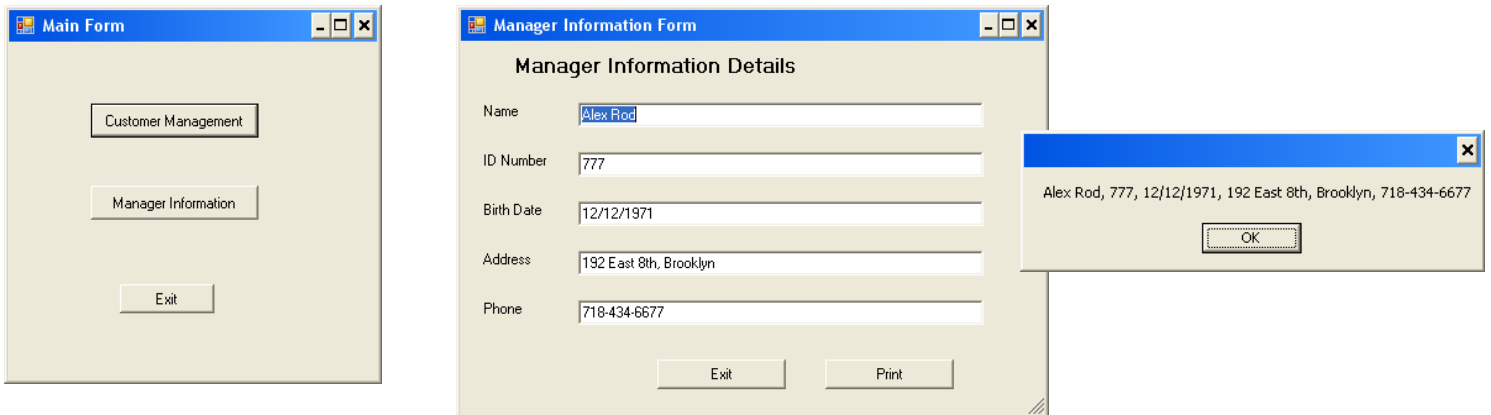 Main Form
Customer Management
Manager Information
Exit
Manager Information Form
Manager Information Details
Name Alex Rod
ID Number 777
Birth Date 12/12/1971
Address 192 East 8th, Brooklyn
Phone 718-434-6677
Exit Print
Alex Rod, 777, 12/12/1971, 192 East 8th, Brooklyn, 718-434-6677
OK